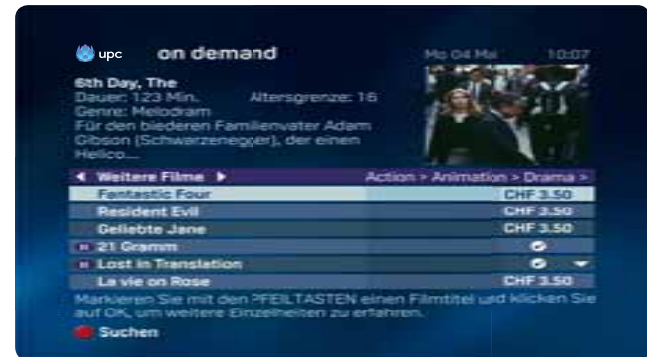 upc on demand Mo 04 Mai 10:07
6th Day, The
Dauer: 123 Min. Altersgrenze: 16
Genre: Melodram
Für den biederen Familienvater Adam
Gibson (Schwarzenegger), der einen
Helico...
Weitere Filme Action > Animation > Drama >
Fantastic Four CHF 3.50
Resident Evil CHF 3.50
Geliebte Jane CHF 3.50
21 Gramm
Lost in Translation
La vie on Rose CHF 3.50
Markieren Sie mit den PFEILTASTEN einen Filmtitel und klicken Sie
auf OK, um weitere Einzelheiten zu erfahren.
Suchen